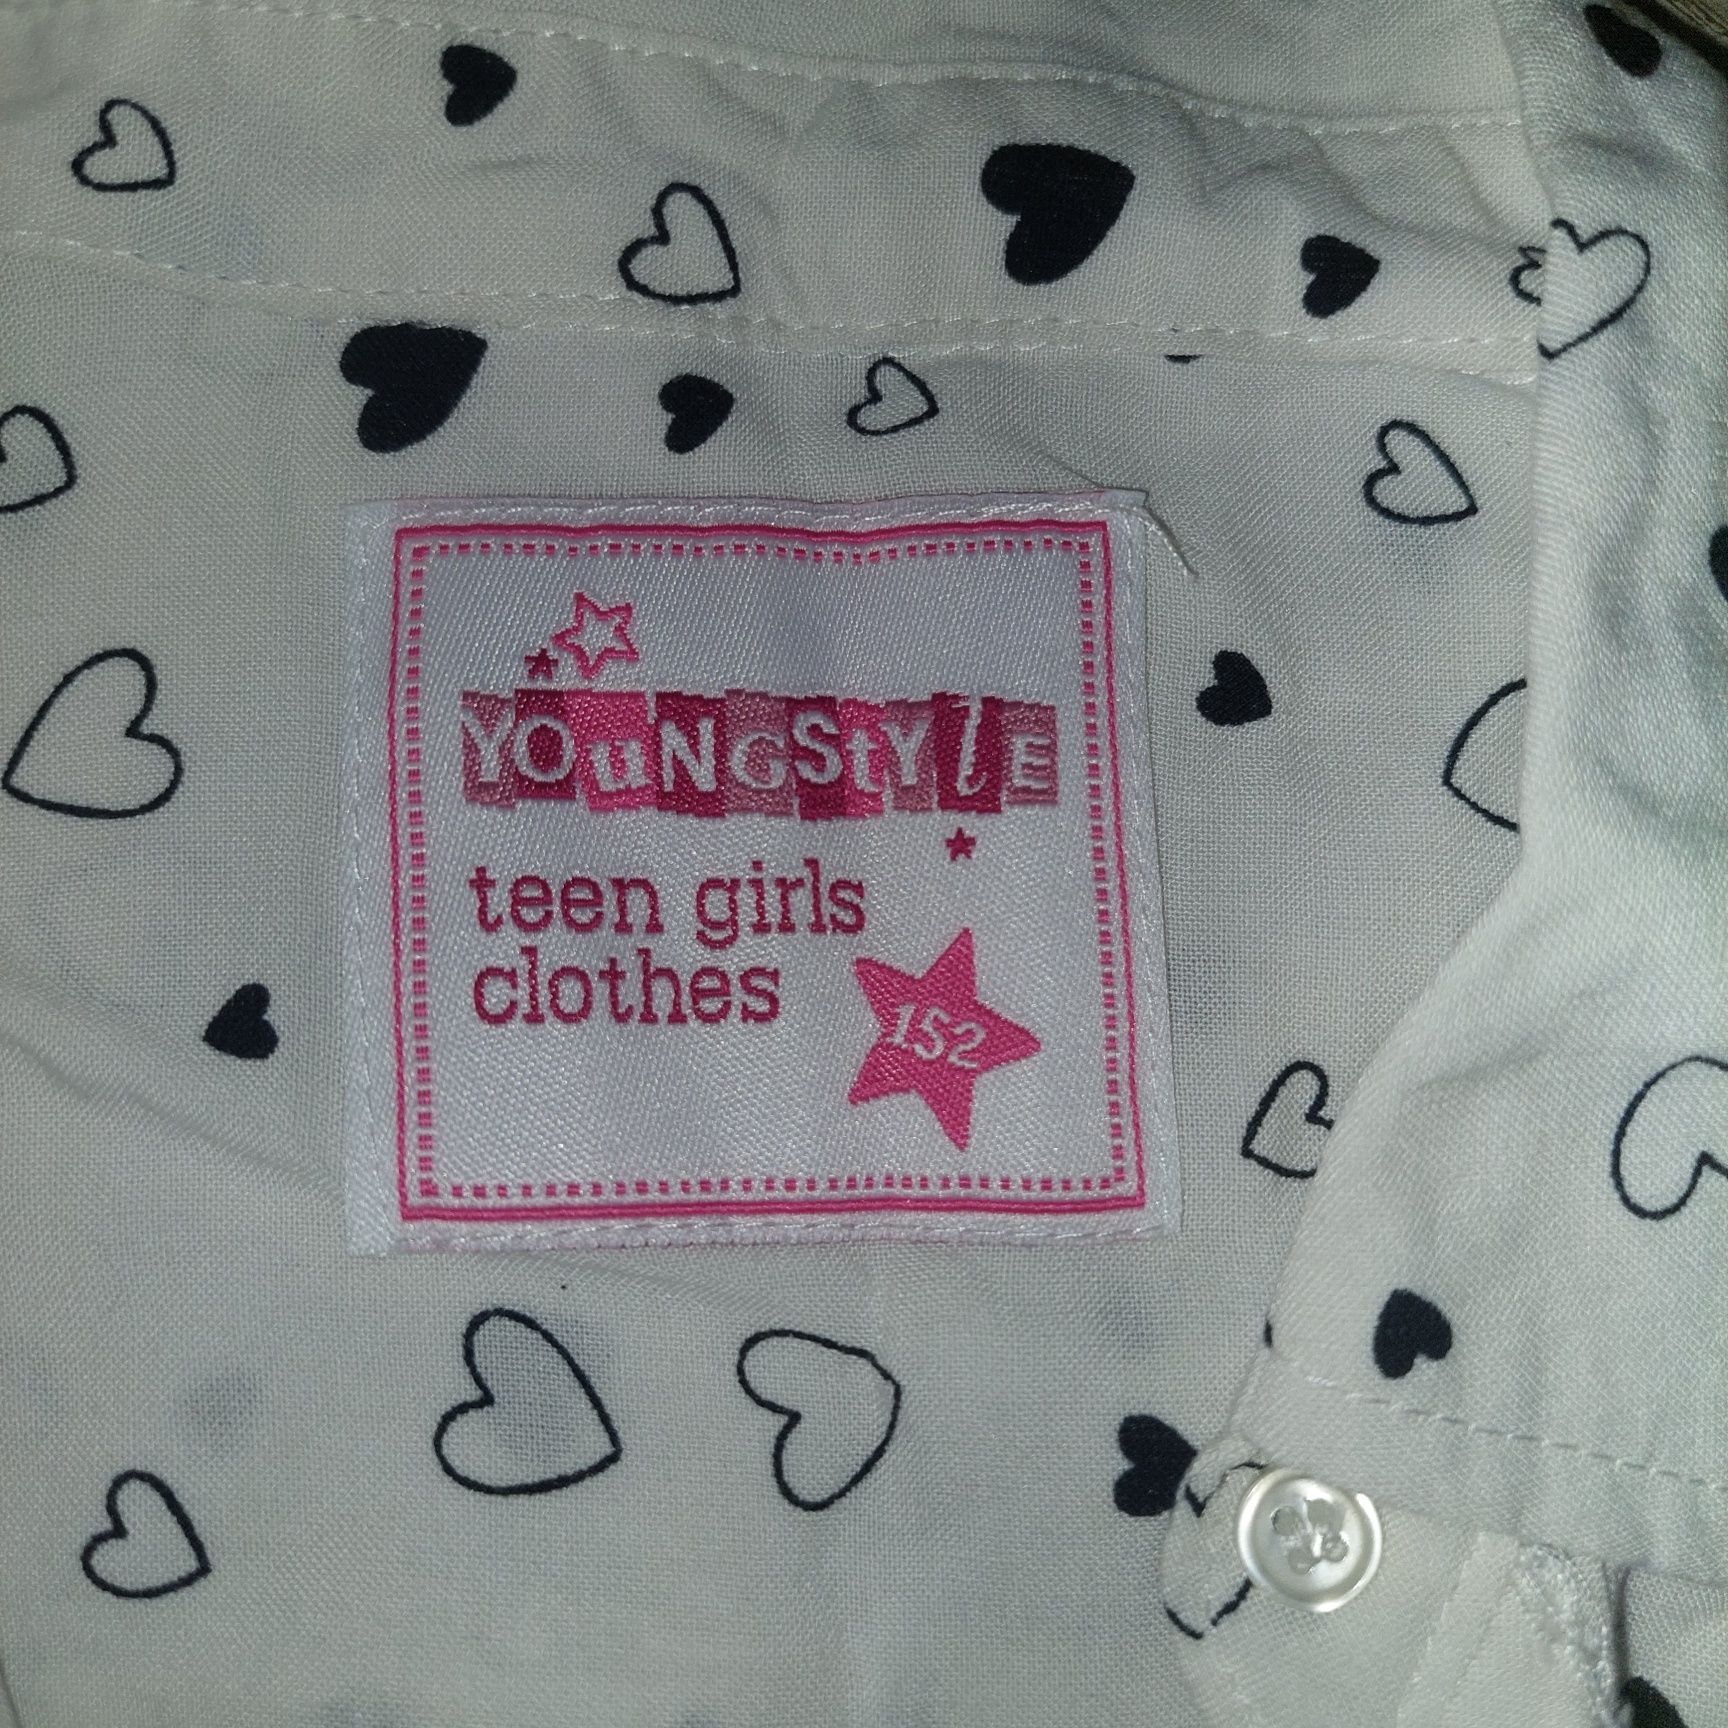 YOuNGStYlE
teen girls
clothes
152